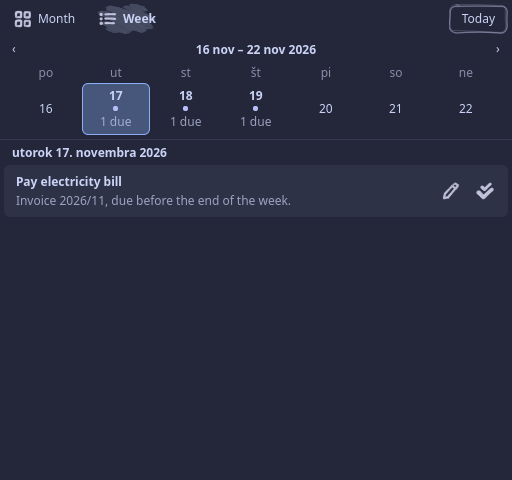 Month Week Today
‹ 16 nov – 22 nov 2026 ›
po ut st št pi so ne
16 17 18 19 20 21 22
1 due 1 due 1 due
utorok 17. novembra 2026
Pay electricity bill
Invoice 2026/11, due before the end of the week.